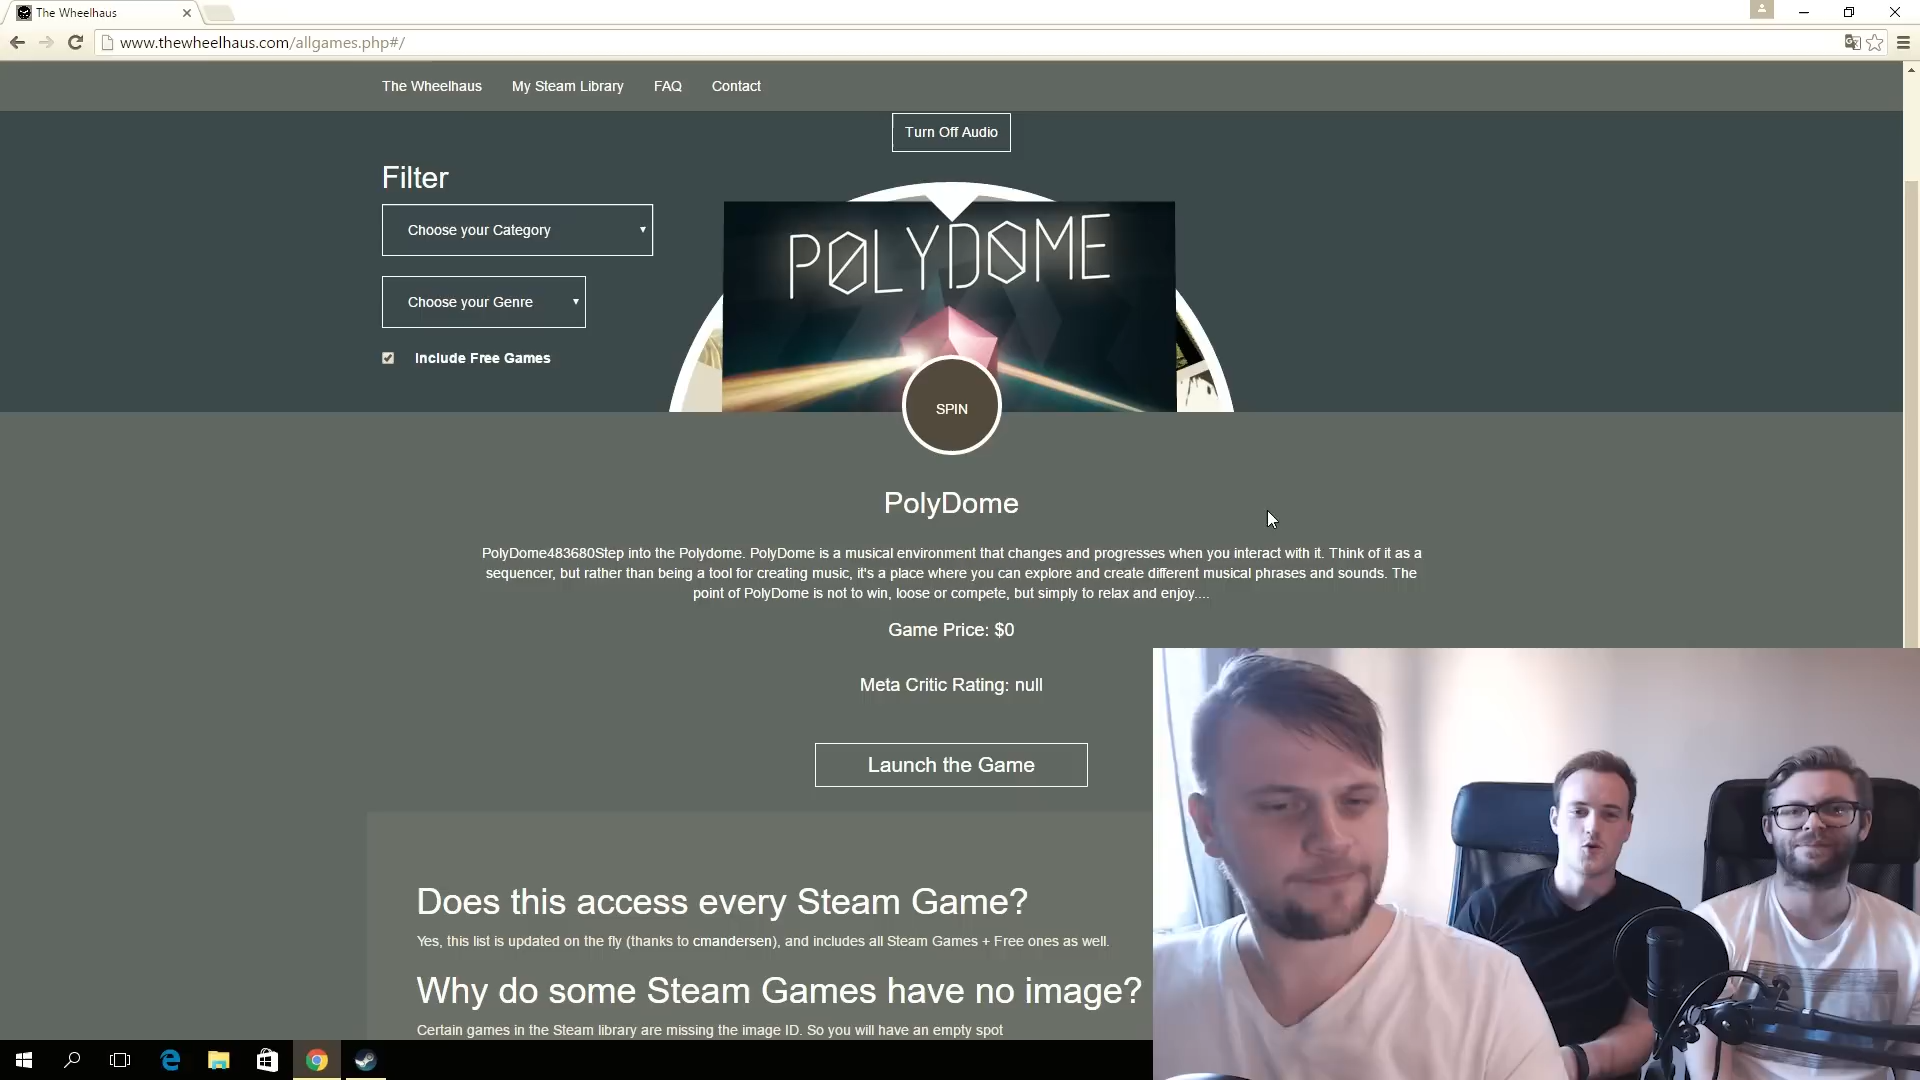 The Wheelhaus
www.thewheelhaus.com/allgames.php#/
The Wheelhaus My Steam Library FAQ Contact
Turn Off Audio
Filter
Choose your Category
Choose your Genre
Include Free Games
POLYDOME
SPIN
PolyDome
PolyDome483680Step into the Polydome. PolyDome is a musical environment that changes and progresses when you interact with it. Think of it as a
sequencer, but rather than being a tool for creating music, it's a place where you can explore and create different musical phrases and sounds. The
point of PolyDome is not to win, loose or compete, but simply to relax and enjoy....
Game Price: $0
Meta Critic Rating: null
Launch the Game
Does this access every Steam Game?
Yes, this list is updated on the fly (thanks to cmandersen), and includes all Steam Games + Free ones as well.
Why do some Steam Games have no image?
Certain games in the Steam library are missing the image ID. So you will have an empty spot